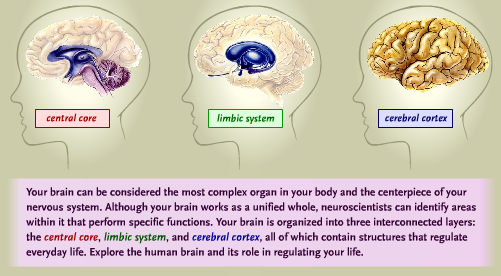 central core
limbic system
cerebral cortex
Your brain can be considered the most complex organ in your body and the centerpiece of your
nervous system. Although your brain works as a unified whole, neuroscientists can identify areas
within it that perform specific functions. Your brain is organized into three interconnected layers:
the central core, limbic system, and cerebral cortex, all of which contain structures that regulate
everyday life. Explore the human brain and its role in regulating your life.